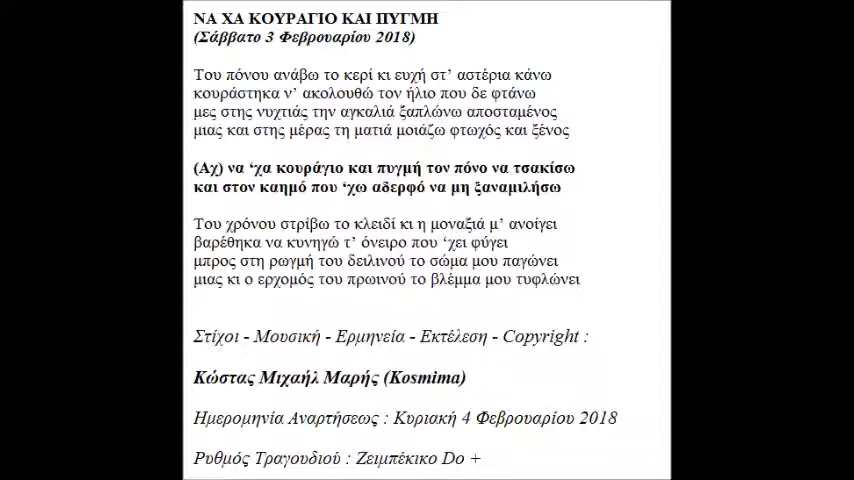 ΝΑ ΧΑ ΚΟΥΡΑΓΙΟ ΚΑΙ ΠΥΓΜΗ
(Σάββατο 3 Φεβρουαρίου 2018)
Του πόνου ανάβω το κερί κι ευχή στ’ αστέρια κάνω
κουράστηκα ν’ ακολουθώ τον ήλιο που δε φτάνω
μες στης νυχτιάς την αγκαλιά ξαπλώνω αποσταμένος
μιας και στης μέρας τη ματιά μοιάζω φτωχός και ξένος
(Αχ) να ‘χα κουράγιο και πυγμή τον πόνο να τσακίσω
και στον καημό που ‘χω αδερφό να μη ξαναμιλήσω
Του χρόνου στρίβω το κλειδί κι η μοναξιά μ’ ανοίγει
βαρέθηκα να κυνηγώ τ’ όνειρο που ‘χει φύγει
μπρος στη ρωγμή του δειλινού το σώμα μου παγώνει
μιας κι ο ερχομός του πρωινού το βλέμμα μου τυφλώνει
Στίχοι - Μουσική - Ερμηνεία - Εκτέλεση - Copyright :
Κώστας Μιχαήλ Μαρής (Kosmima)
Ημερομηνία Αναρτήσεως : Κυριακή 4 Φεβρουαρίου 2018
Ρυθμός Τραγουδιού : Ζειμπέκικο Do +